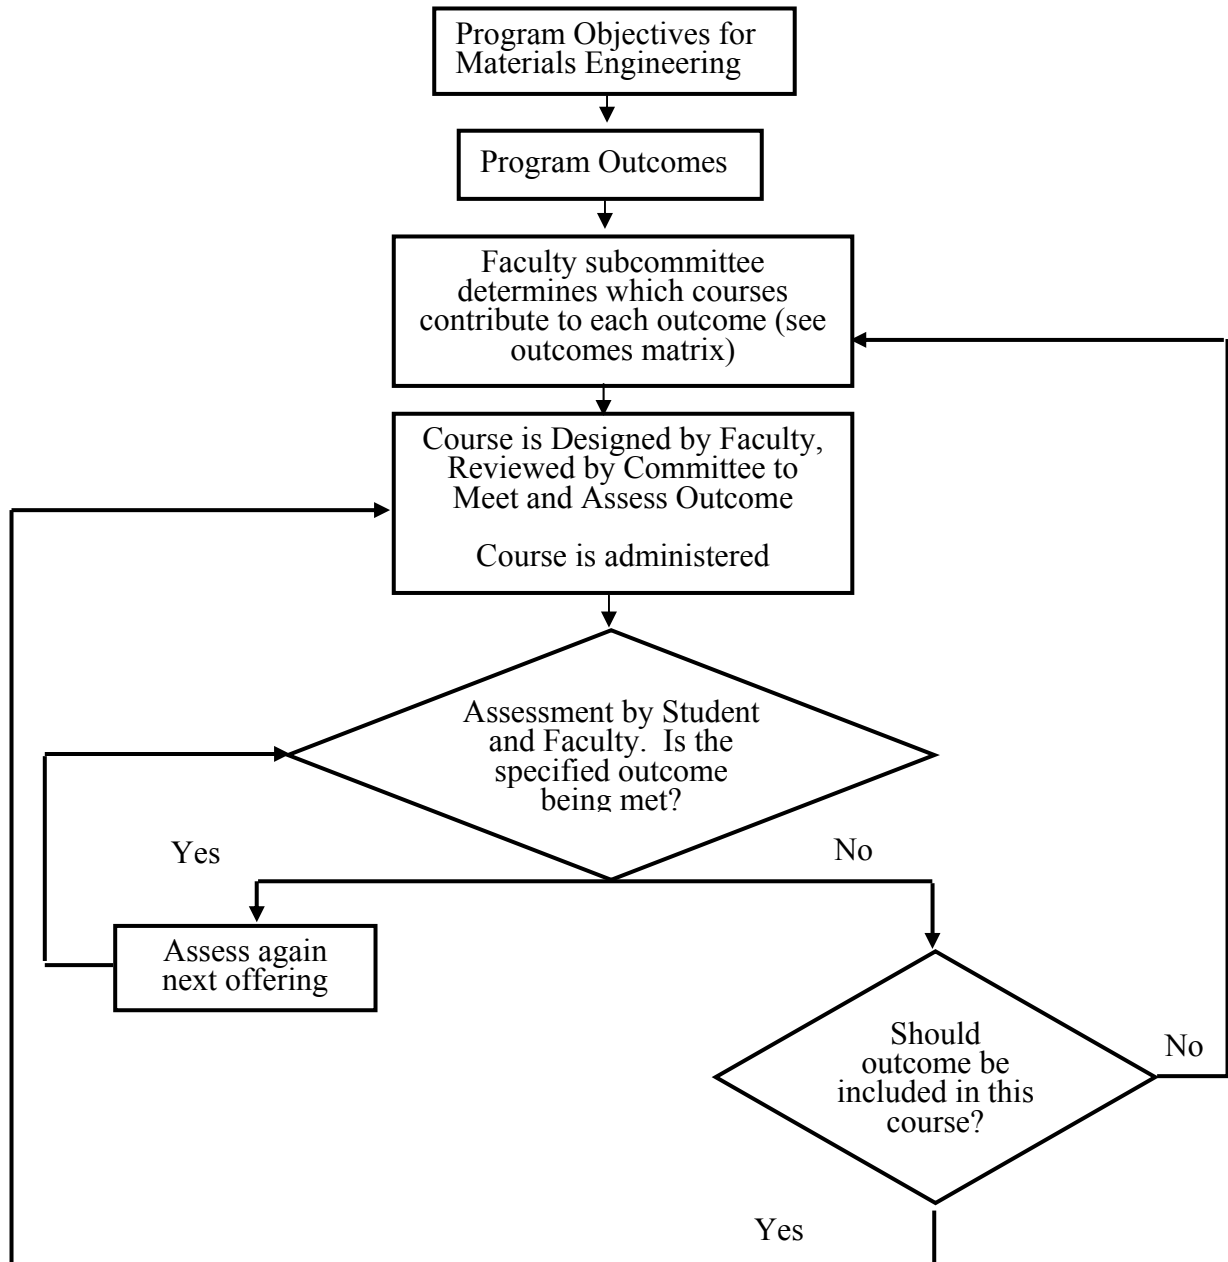 Program Objectives for
Materials Engineering
Program Outcomes
Faculty subcommittee
determines which courses
contribute to each outcome (see
outcomes matrix)
Course is Designed by Faculty,
Reviewed by Committee to
Meet and Assess Outcome
Course is administered
Assessment by Student
and Faculty.  Is the
specified outcome
being met?
Yes
No
Assess again
next offering
Should
outcome be
included in this
course?
No
Yes